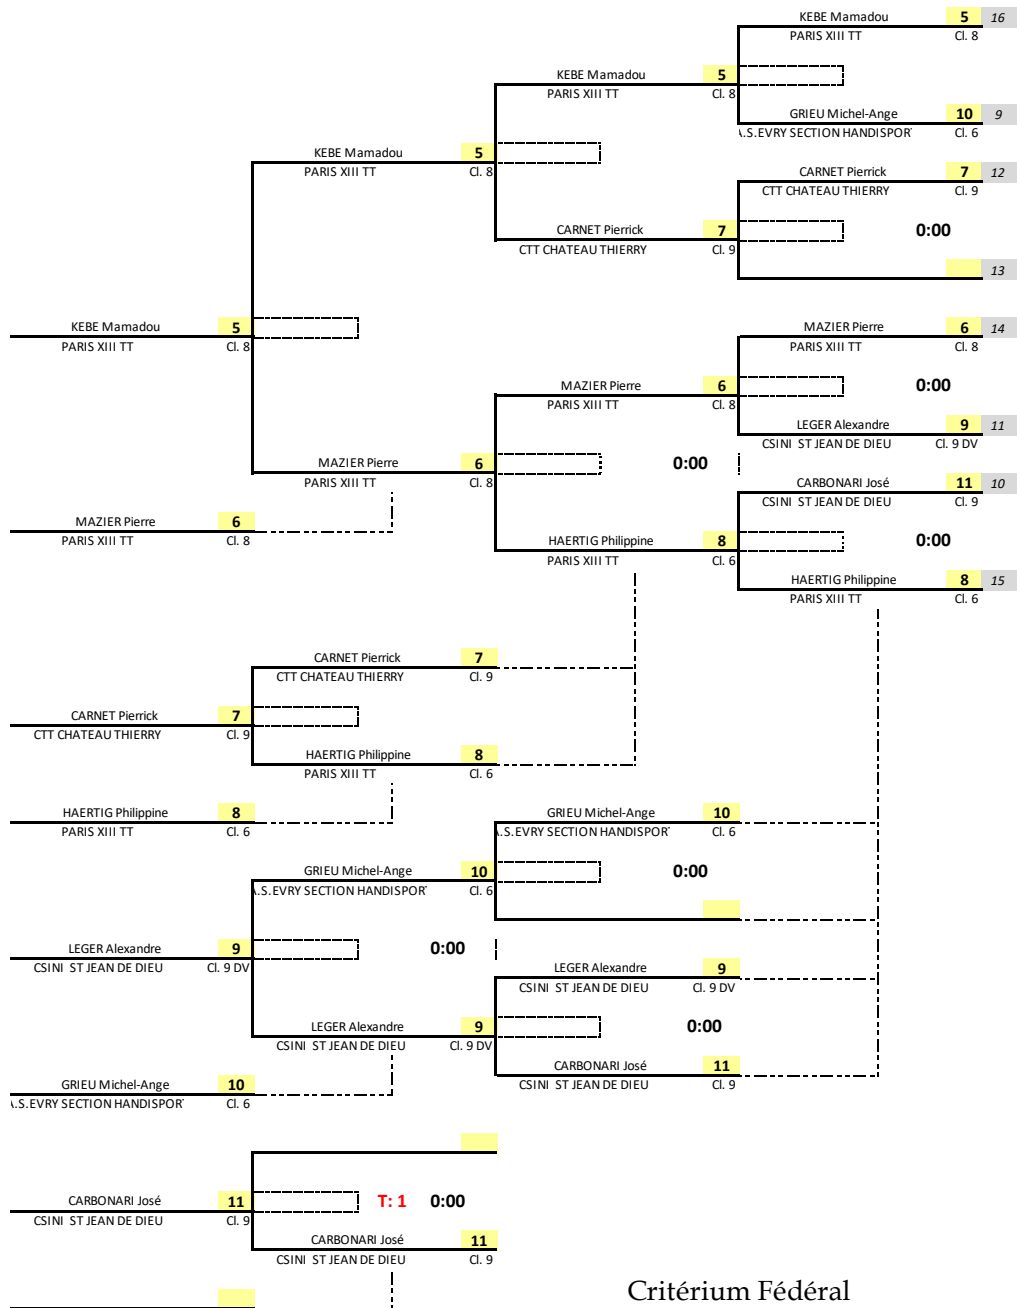 KEBE Mamadou 5 16
PARIS XIII TT Cl. 8
KEBE Mamadou 5
PARIS XIII TT Cl. 8
GRIEU Michel-Ange 10 9
A.S.EVRY SECTION HANDISPORT Cl. 6
KEBE Mamadou 5
PARIS XIII TT Cl. 8
CARNET Pierrick 7 12
CTT CHATEAU THIERRY Cl. 9
CARNET Pierrick 7 0:00
CTT CHATEAU THIERRY Cl. 9
13
KEBE Mamadou 5
PARIS XIII TT Cl. 8
MAZIER Pierre 6 14
PARIS XIII TT Cl. 8
MAZIER Pierre 6 0:00
PARIS XIII TT Cl. 8
LEGER Alexandre 9 11
CSINI ST JEAN DE DIEU Cl. 9 DV
MAZIER Pierre 6 0:00
PARIS XIII TT Cl. 8
CARBONARI José 11 10
CSINI ST JEAN DE DIEU Cl. 9
MAZIER Pierre 6
PARIS XIII TT Cl. 8
HAERTIG Philippine 8 0:00
PARIS XIII TT Cl. 6
HAERTIG Philippine 8 15
PARIS XIII TT Cl. 6
CARNET Pierrick 7
CTT CHATEAU THIERRY Cl. 9
CARNET Pierrick 7
CTT CHATEAU THIERRY Cl. 9
HAERTIG Philippine 8
PARIS XIII TT Cl. 6
HAERTIG Philippine 8
PARIS XIII TT Cl. 6
GRIEU Michel-Ange 10
A.S.EVRY SECTION HANDISPORT Cl. 6
GRIEU Michel-Ange 10 0:00
A.S.EVRY SECTION HANDISPORT Cl. 6
LEGER Alexandre 9 0:00
CSINI ST JEAN DE DIEU Cl. 9 DV
LEGER Alexandre 9
CSINI ST JEAN DE DIEU Cl. 9 DV
LEGER Alexandre 9 0:00
CSINI ST JEAN DE DIEU Cl. 9 DV
CARBONARI José 11
CSINI ST JEAN DE DIEU Cl. 9
GRIEU Michel-Ange 10
A.S.EVRY SECTION HANDISPORT Cl. 6
CARBONARI José 11 T: 1 0:00
CSINI ST JEAN DE DIEU Cl. 9
CARBONARI José 11
CSINI ST JEAN DE DIEU Cl. 9
Critérium Fédéral